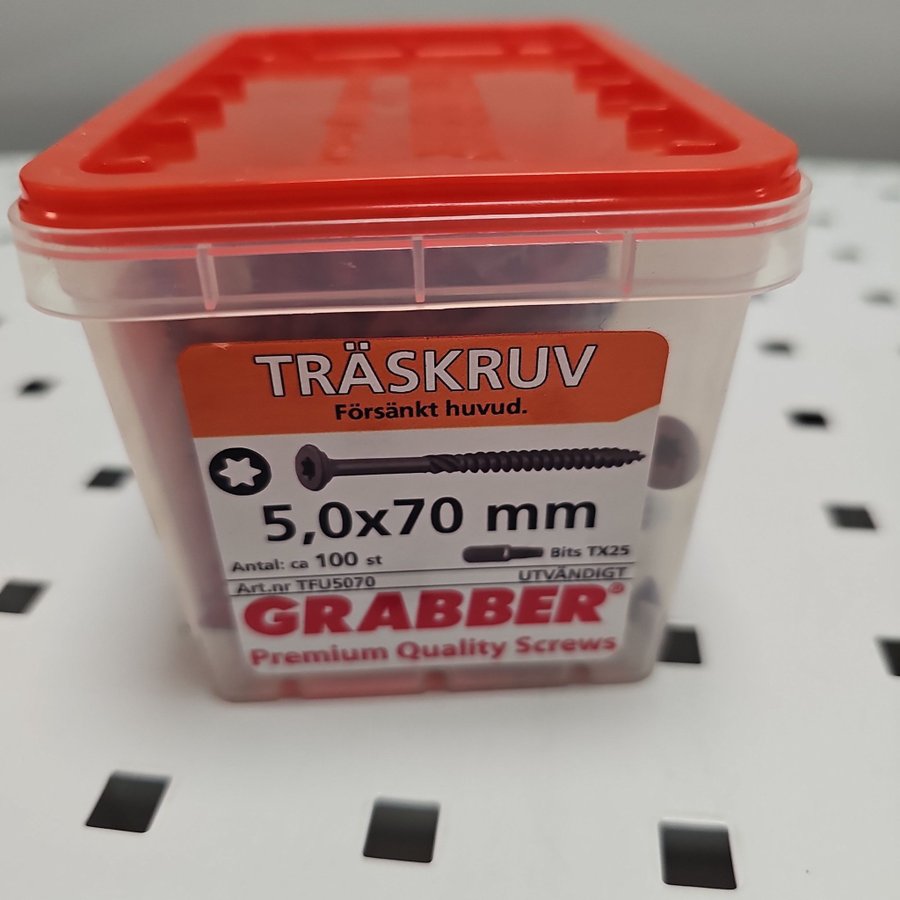 TRÄSKRUV
Försänkt huvud.
5,0x70 mm
Antal: ca 100 st
Bits TX25
Art.nr TFU5070
UTVÄNDIGT
GRABBER®
Premium Quality Screws